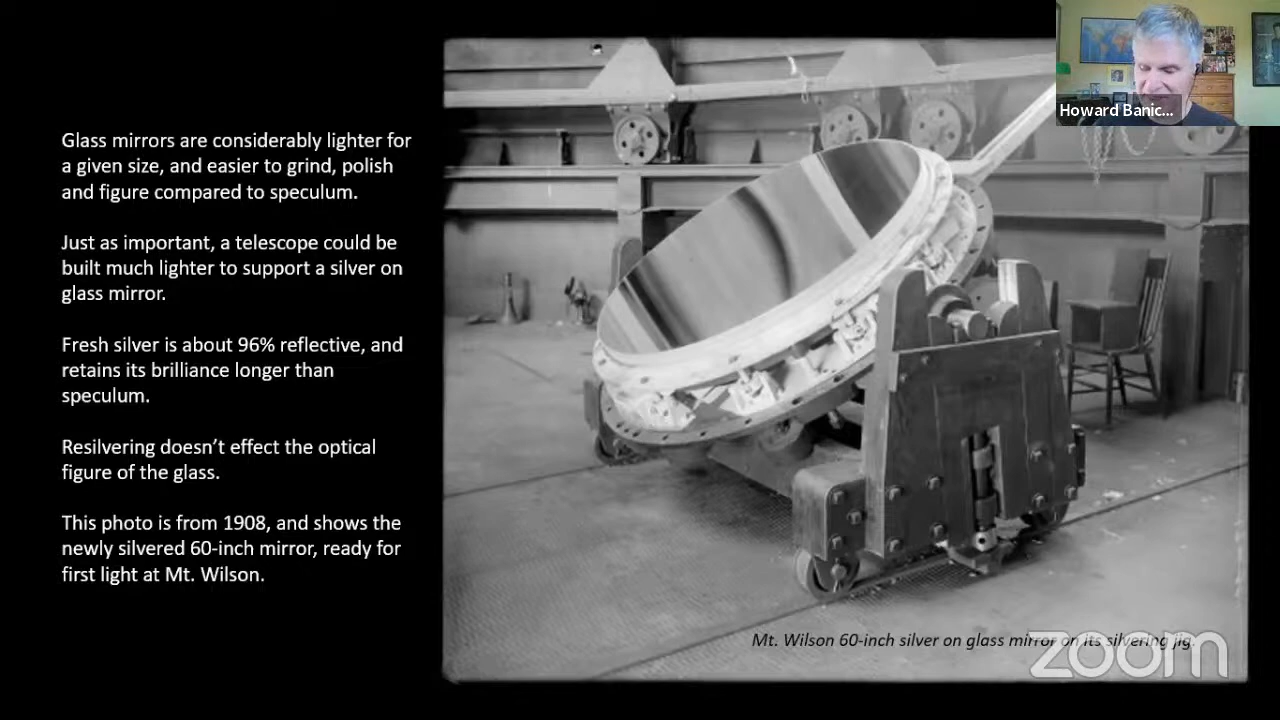 Howard Banic...
Glass mirrors are considerably lighter for
a given size, and easier to grind, polish
and figure compared to speculum.
Just as important, a telescope could be
built much lighter to support a silver on
glass mirror.
Fresh silver is about 96% reflective, and
retains its brilliance longer than
speculum.
Resilvering doesn't effect the optical
figure of the glass.
This photo is from 1908, and shows the
newly silvered 60-inch mirror, ready for
first light at Mt. Wilson.
Mt. Wilson 60-inch silver on glass mirror on its silvering jig.
zoom